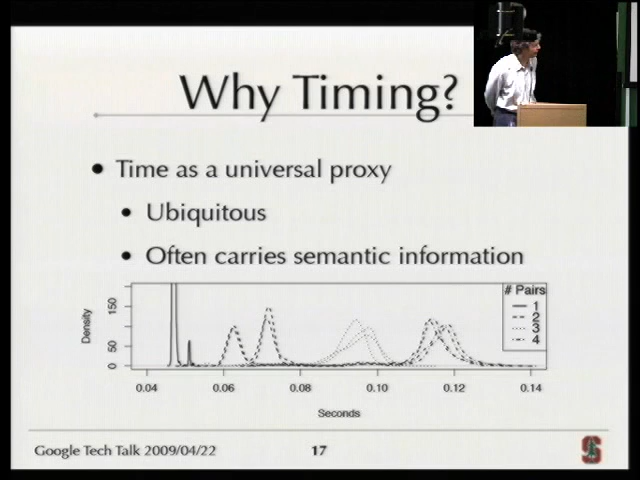 Why Timing?
Time as a universal proxy
Ubiquitous
Often carries semantic information
Density
150
50
0
# Pairs
1
2
3
4
0.04 0.06 0.08 0.10 0.12 0.14
Seconds
Google Tech Talk 2009/04/22
17
S